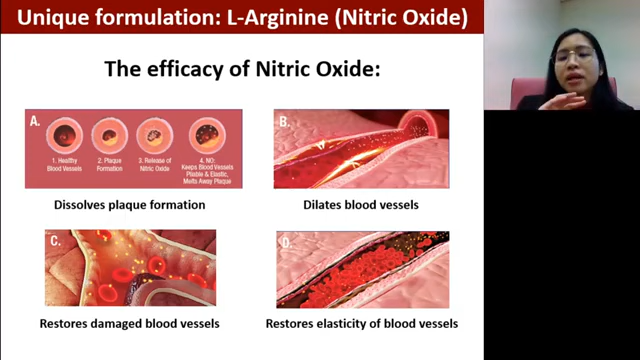 Unique formulation: L-Arginine (Nitric Oxide)
The efficacy of Nitric Oxide:
A.
1. Healthy
Blood Vessels
2. Plaque
Formation
3. Release of
Nitric Oxide
4. NO:
Keeps Blood Vessels
Pliable & Elastic,
Melts Away Plaque
B.
Dissolves plaque formation
Dilates blood vessels
C.
D.
Restores damaged blood vessels
Restores elasticity of blood vessels